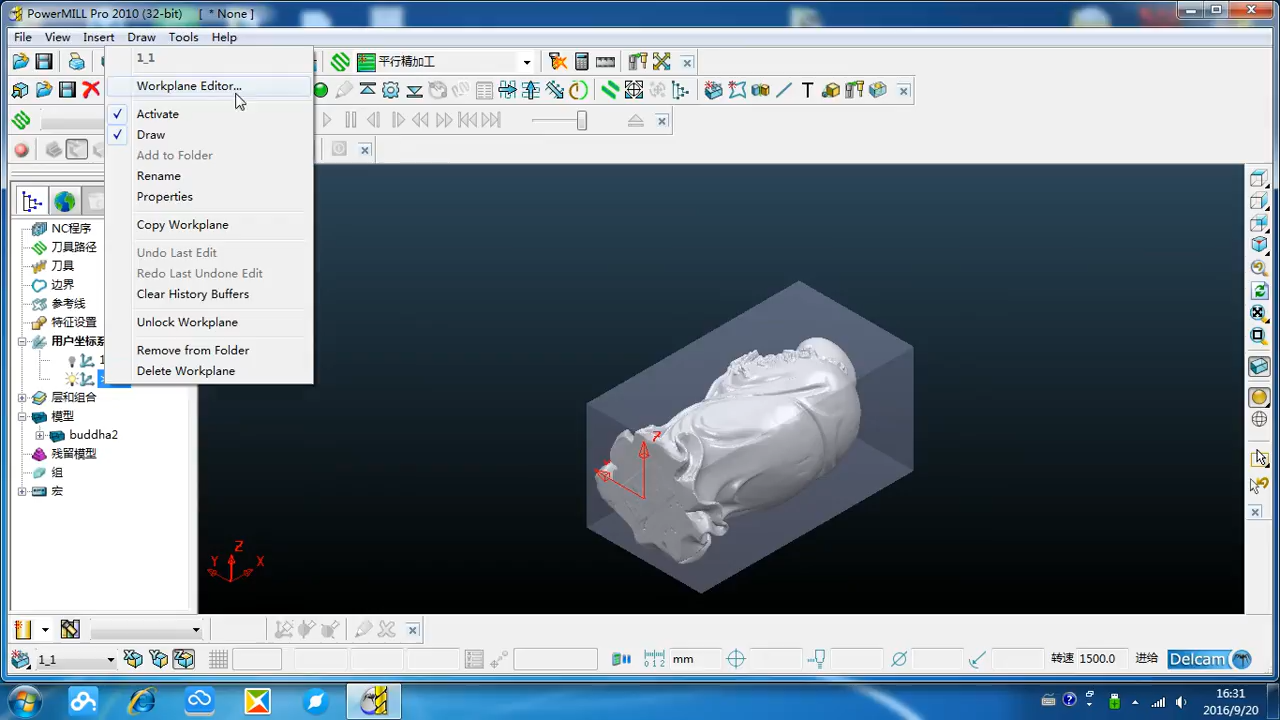 PowerMILL Pro 2010 (32-bit)    [ * None ]
File View Insert Draw Tools Help
平行精加工
1_1
Workplane Editor...
Activate
Draw
Add to Folder
Rename
Properties
Copy Workplane
Undo Last Edit
Redo Last Undone Edit
Clear History Buffers
Unlock Workplane
Remove from Folder
Delete Workplane
NC程序
刀具路径
刀具
边界
参考线
特征设置
用户坐标系
1
层和组合
模型
buddha2
残留模型
组
宏
Z
Z
Y
X
1_1
mm
转速 1500.0
进给
Delcam
16:31
2016/9/20